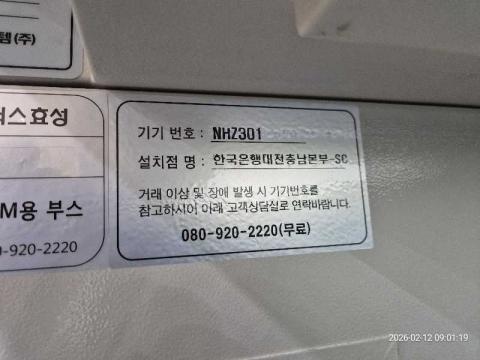 템(주)
스효성
M용 부스
0-920-2220
기기 번호 : NHZ301
설치점 명 : 한국은행대전충남본부-SC
거래 이상 및 장애 발생 시 기기번호를
참고하시어 아래 고객상담실로 연락바랍니다.
080-920-2220(무료)
2026-02-12 09:01:19